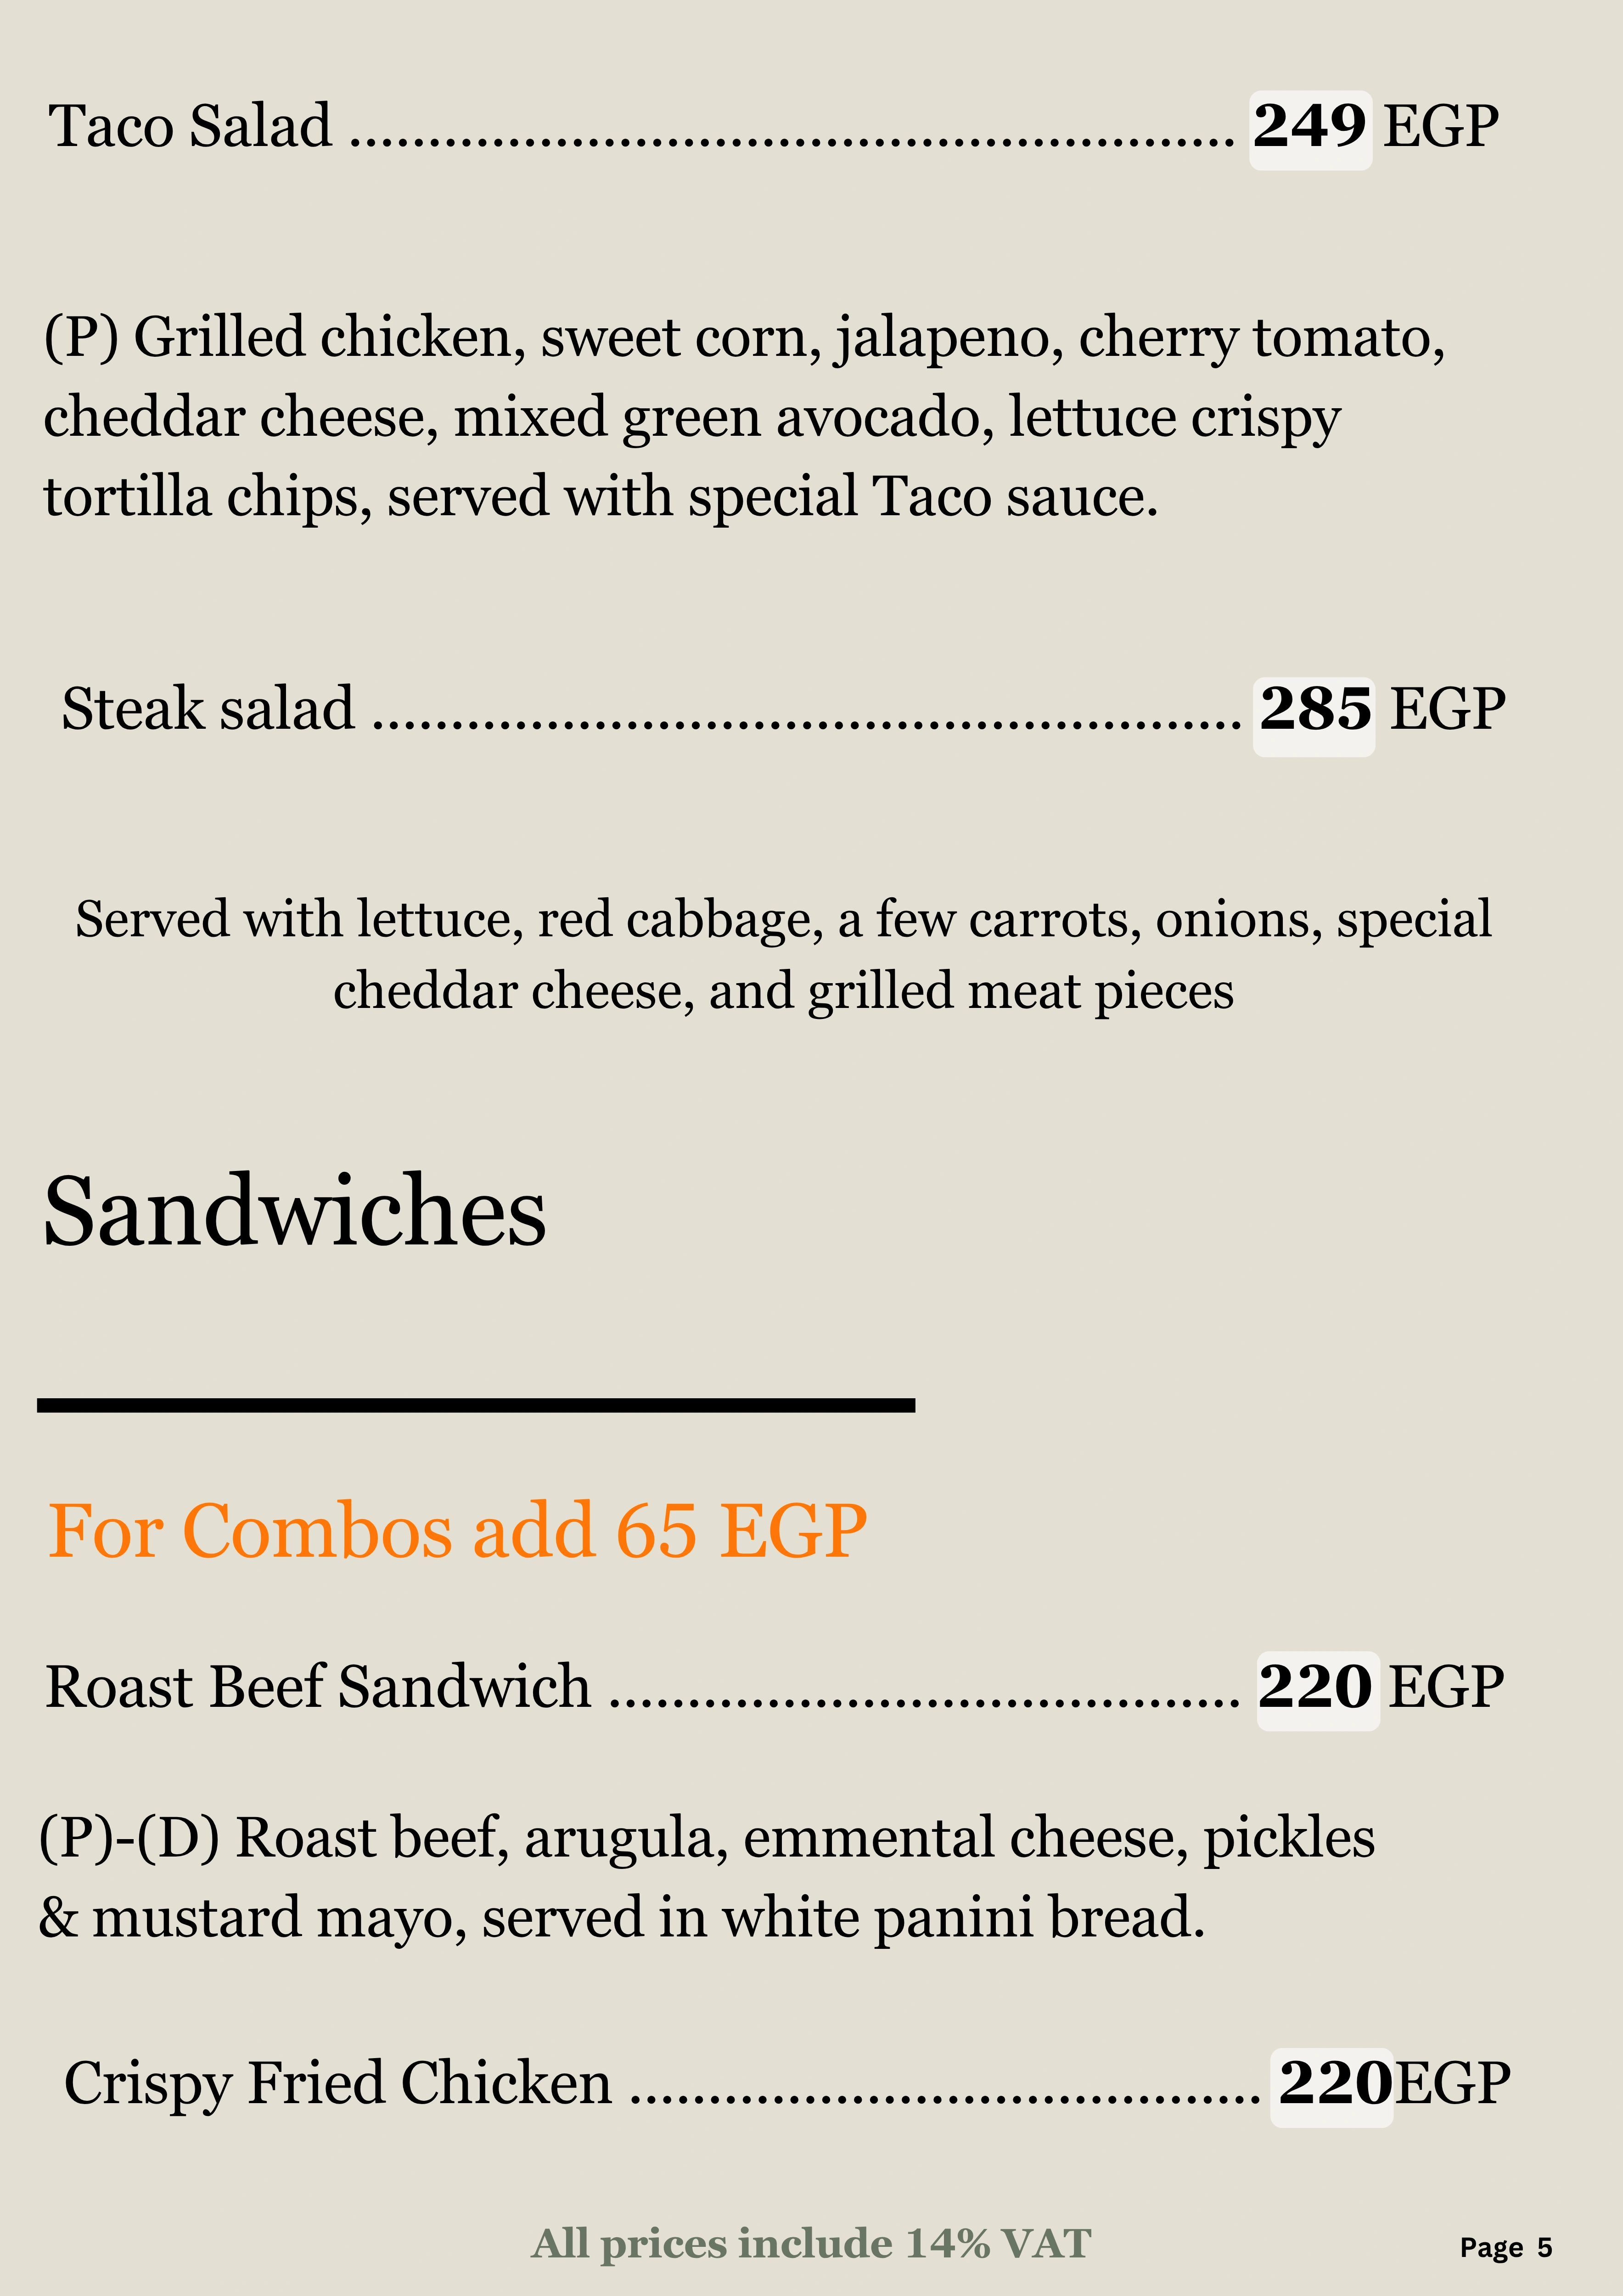 Taco Salad ........................................................ 249 EGP
(P) Grilled chicken, sweet corn, jalapeno, cherry tomato,
cheddar cheese, mixed green avocado, lettuce crispy
tortilla chips, served with special Taco sauce.
Steak salad ....................................................... 285 EGP
Served with lettuce, red cabbage, a few carrots, onions, special
cheddar cheese, and grilled meat pieces
Sandwiches
For Combos add 65 EGP
Roast Beef Sandwich ........................................ 220 EGP
(P)-(D) Roast beef, arugula, emmental cheese, pickles
& mustard mayo, served in white panini bread.
Crispy Fried Chicken ........................................ 220EGP
All prices include 14% VAT
Page 5